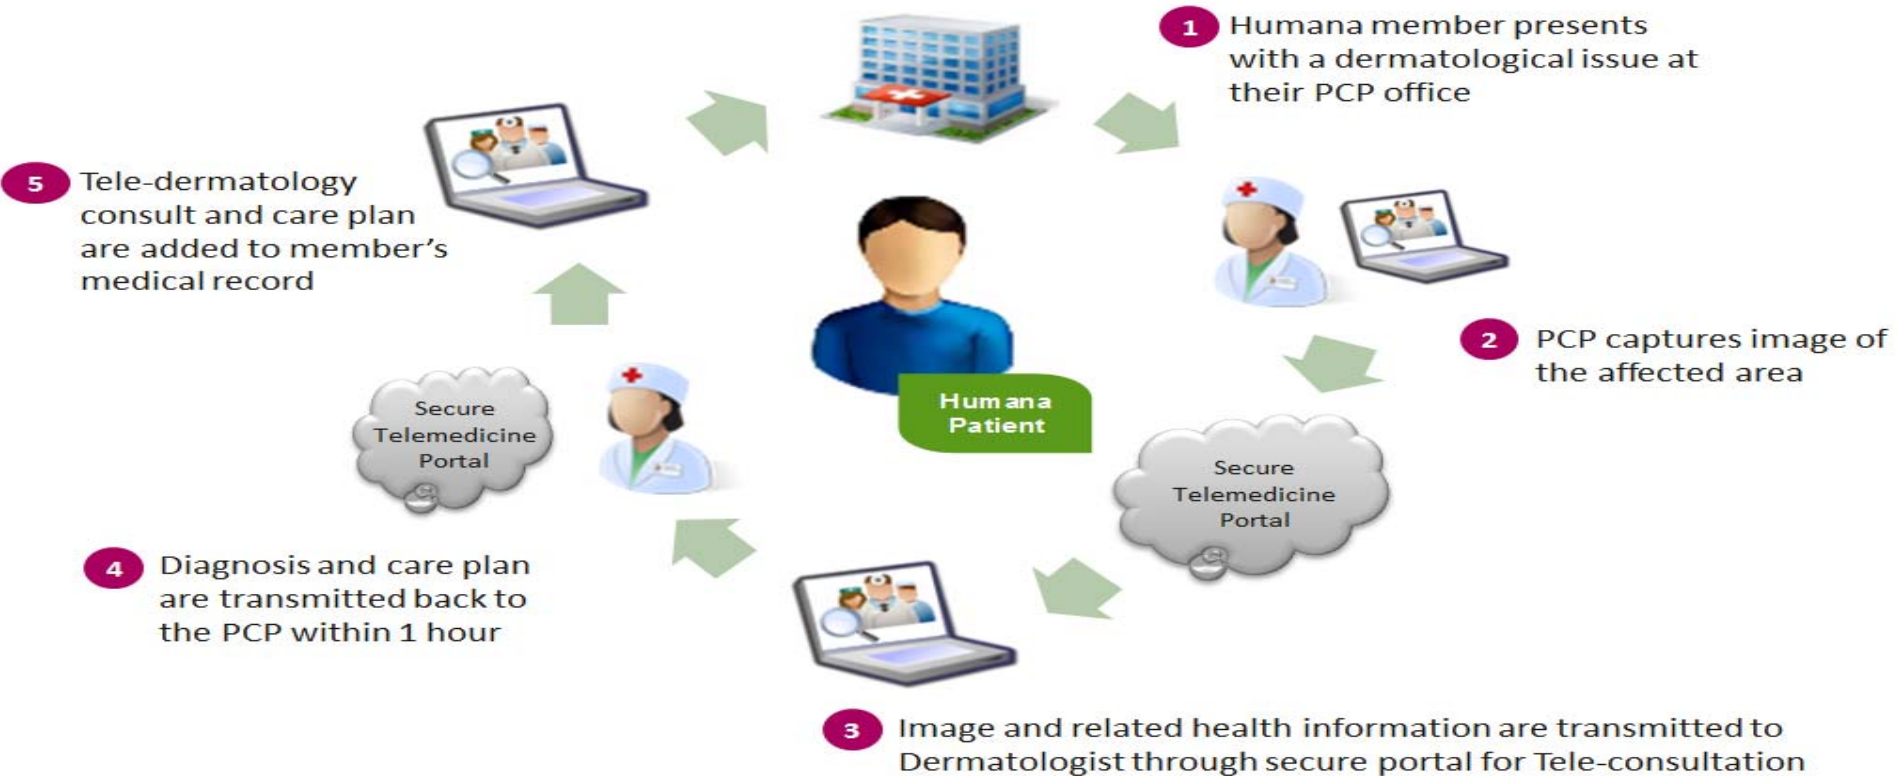 1
Humana member presents
with a dermatological issue at
their PCP office
2
PCP captures image of
the affected area
Secure
Telemedicine
Portal
3
Image and related health information are transmitted to
Dermatologist through secure portal for Tele-consultation
4
Diagnosis and care plan
are transmitted back to
the PCP within 1 hour
Secure
Telemedicine
Portal
5
Tele-dermatology
consult and care plan
are added to member's
medical record
Humana
Patient